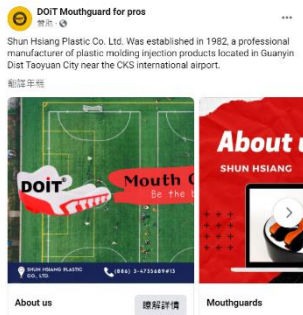 DOiT Mouthguard for pros
贊助 ·
Shun Hsiang Plastic Co. Ltd. Was established in 1982, a professional
manufacturer of plastic molding injection products located in Guanyin
Dist Taoyuan City near the CKS international airport.
翻譯年糕
DOiT
Mouth G
Be the b
SHUN HSIANG PLASTIC
CO., LTD.
(886) 3-4735689#13
About u
SHUN HSIANG
About us
瞭解詳情
Mouthguards